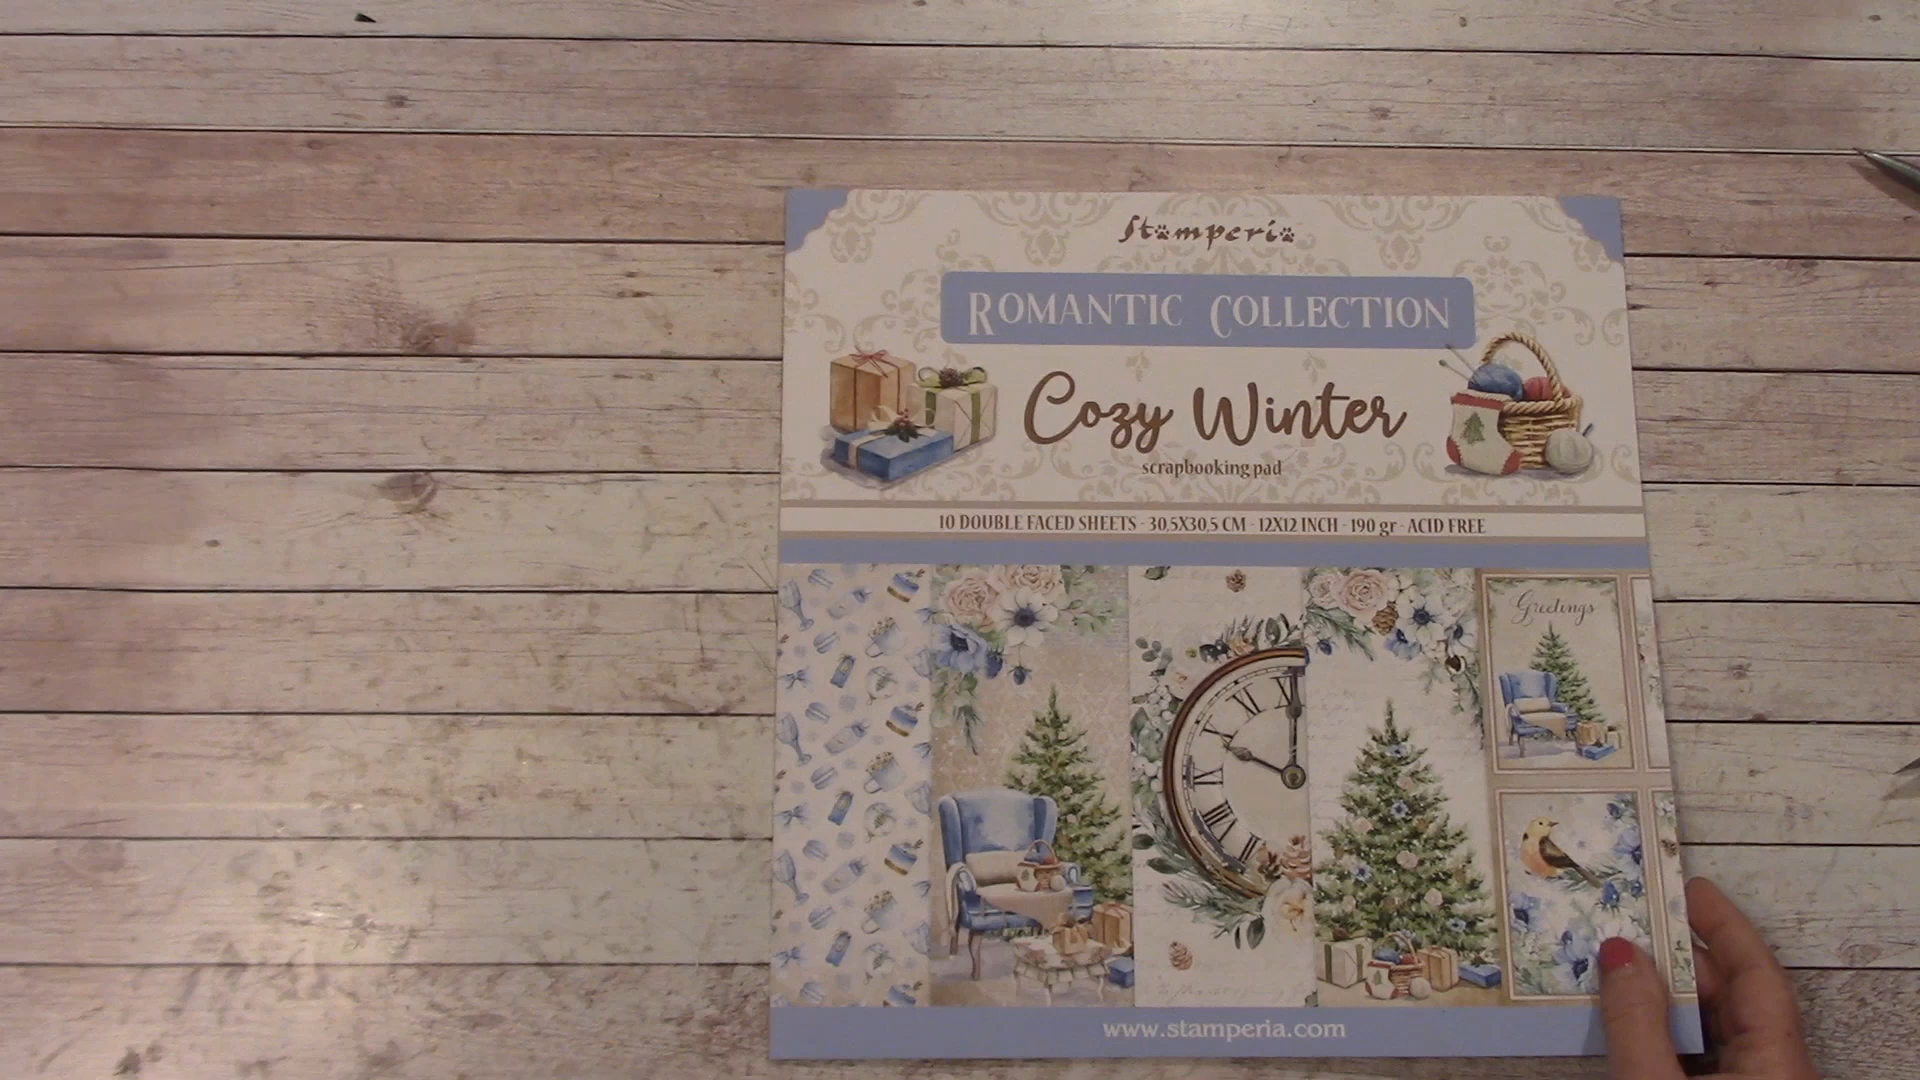 Stamperia
ROMANTIC COLLECTION
Cozy Winter
scrapbooking pad
10 DOUBLE FACED SHEETS - 30,5X30,5 CM - 12X12 INCH - 190 gr - ACID FREE
Greetings
www.stamperia.com